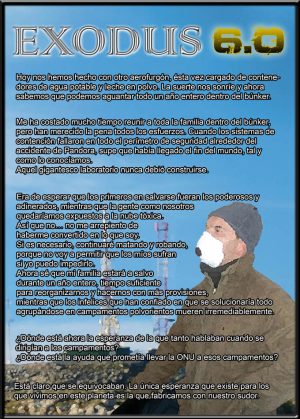 EXODUS 6.0
Hoy nos hemos hecho con otro aerofurgón, ésta vez cargado de contene-
dores de agua potable y leche en polvo. La suerte nos sonríe y ahora
sabemos que podemos aguantar todo un año entero dentro del búnker.
Me ha costado mucho tiempo reunir a toda la familia dentro del búnker,
pero han merecido la pena todos los esfuerzos. Cuando los sistemas de
contención fallaron en todo el perímetro de seguridad alrededor del
accidente de Pandora, supe que había llegado el fin del mundo, tal y
como lo conocíamos.
Aquel gigantesco laboratorio nunca debió construirse.
Era de esperar que los primeros en salvarse fueran los poderosos y
adinerados, mientras que la gente como nosotros
quedaríamos expuestos a la nube tóxica.
Así que no... no me arrepiento de
haberme convertido en lo que soy.
Si es necesario, continuaré matando y robando,
porque no voy a permitir que los míos sufran
si yo puedo impedirlo.
Ahora sé que mi familia estará a salvo
durante un año entero, tiempo suficiente
para reorganizarnos y hacernos con más provisiones,
mientras que los infelices que han confiado en que se solucionaría todo
agrupándose en campamentos polvorientos mueren irremediablemente.
¿Dónde está ahora la esperanza de la que tanto hablaban cuando se
dirigían a los campamentos?
¿Dónde está la ayuda que prometía llevar la ONU a esos campamentos?
Está claro que se equivocaban. La única esperanza que existe para los
que vivimos en este planeta es la que fabricamos con nuestro sudor.